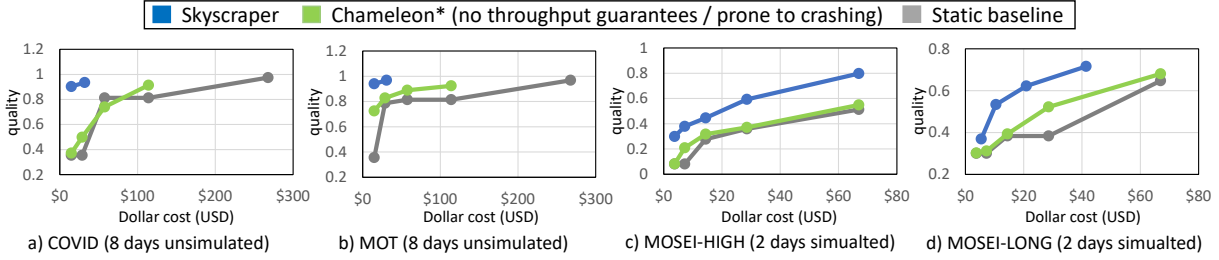 Skyscraper Chameleon* (no throughput guarantees / prone to crashing) Static baseline
quality
1.2
1
0.8
0.6
0.4
0.2
$0 $100 $200 $300
Dollar cost (USD)
a) COVID (8 days unsimulated)
quality
1.2
1
0.8
0.6
0.4
0.2
$0 $100 $200 $300
Dollar cost (USD)
b) MOT (8 days unsimulated)
quality
1
0.8
0.6
0.4
0.2
0
$0 $20 $40 $60 $80
Dollar cost (USD)
c) MOSEI-HIGH (2 days simualted)
quality
0.8
0.6
0.4
0.2
$0 $20 $40 $60 $80
Dollar cost (USD)
d) MOSEI-LONG (2 days simualted)